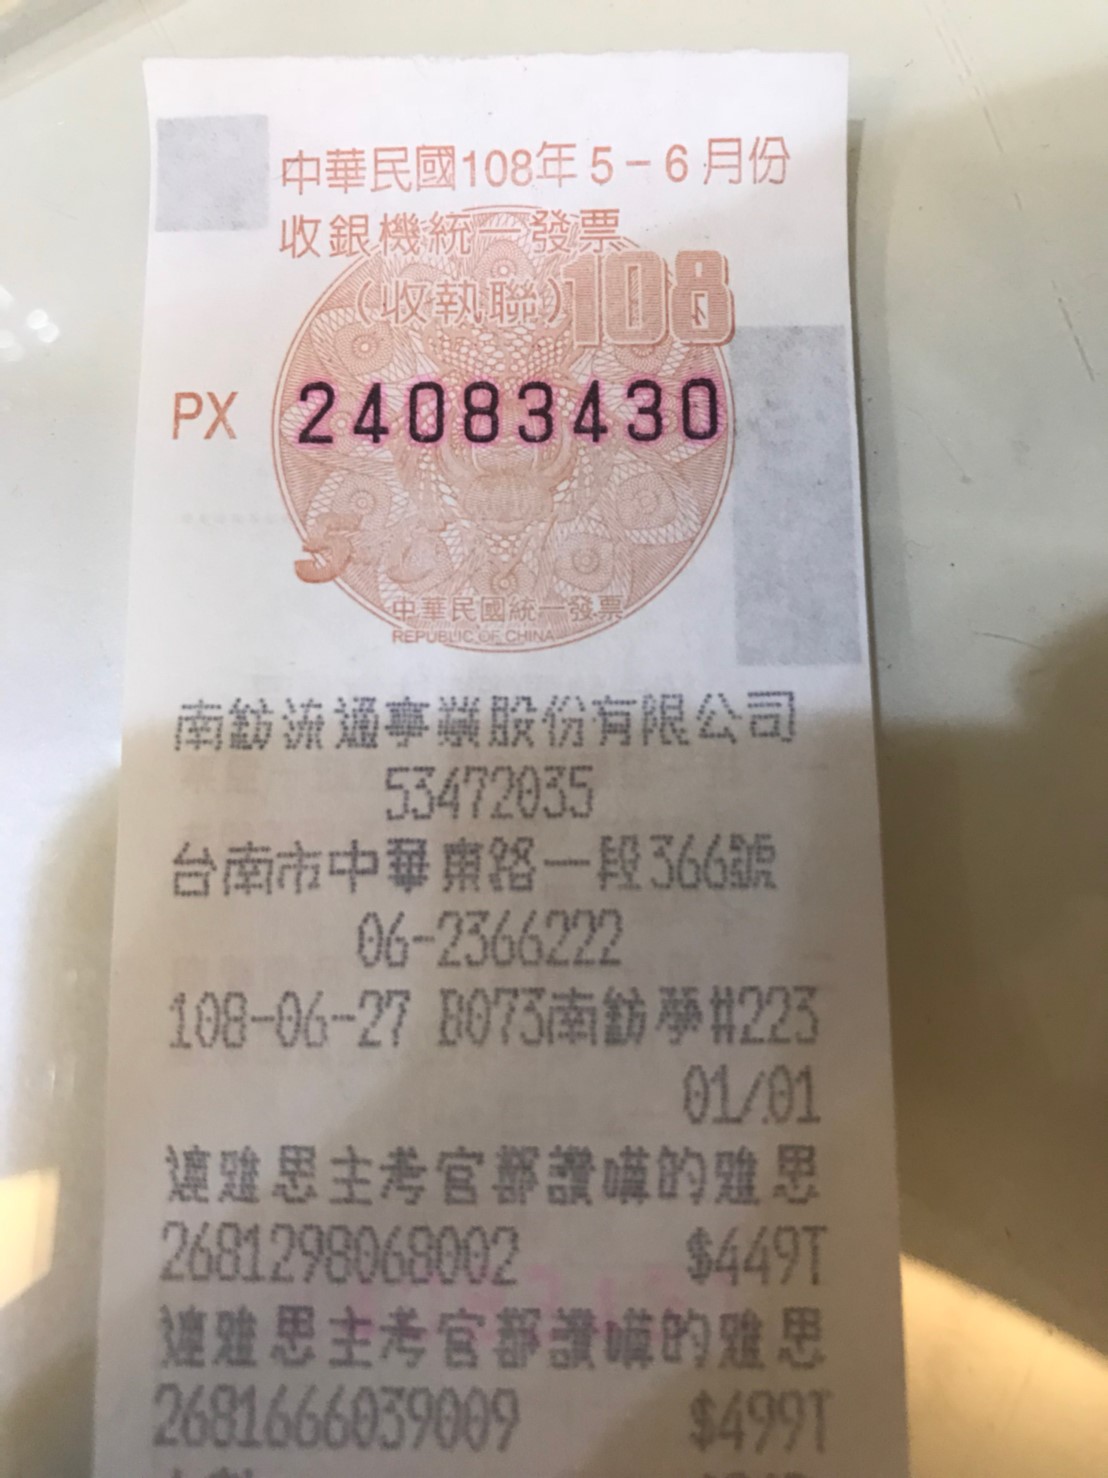 中華民國108年5-6月份
收銀機統一發票
(收執聯)
108
PX 24083430
5-6
中華民國統一發票
REPUBLIC OF CHINA
南紡流通事業股份有限公司
53472035
台南市中華東路一段366號
06-2366222
108-06-27 B073南紡夢#223
01/01
連雅思主考官都讚嘆的雅思
2681298068002 $449T
連雅思主考官都讚嘆的雅思
2681666039009 $499T